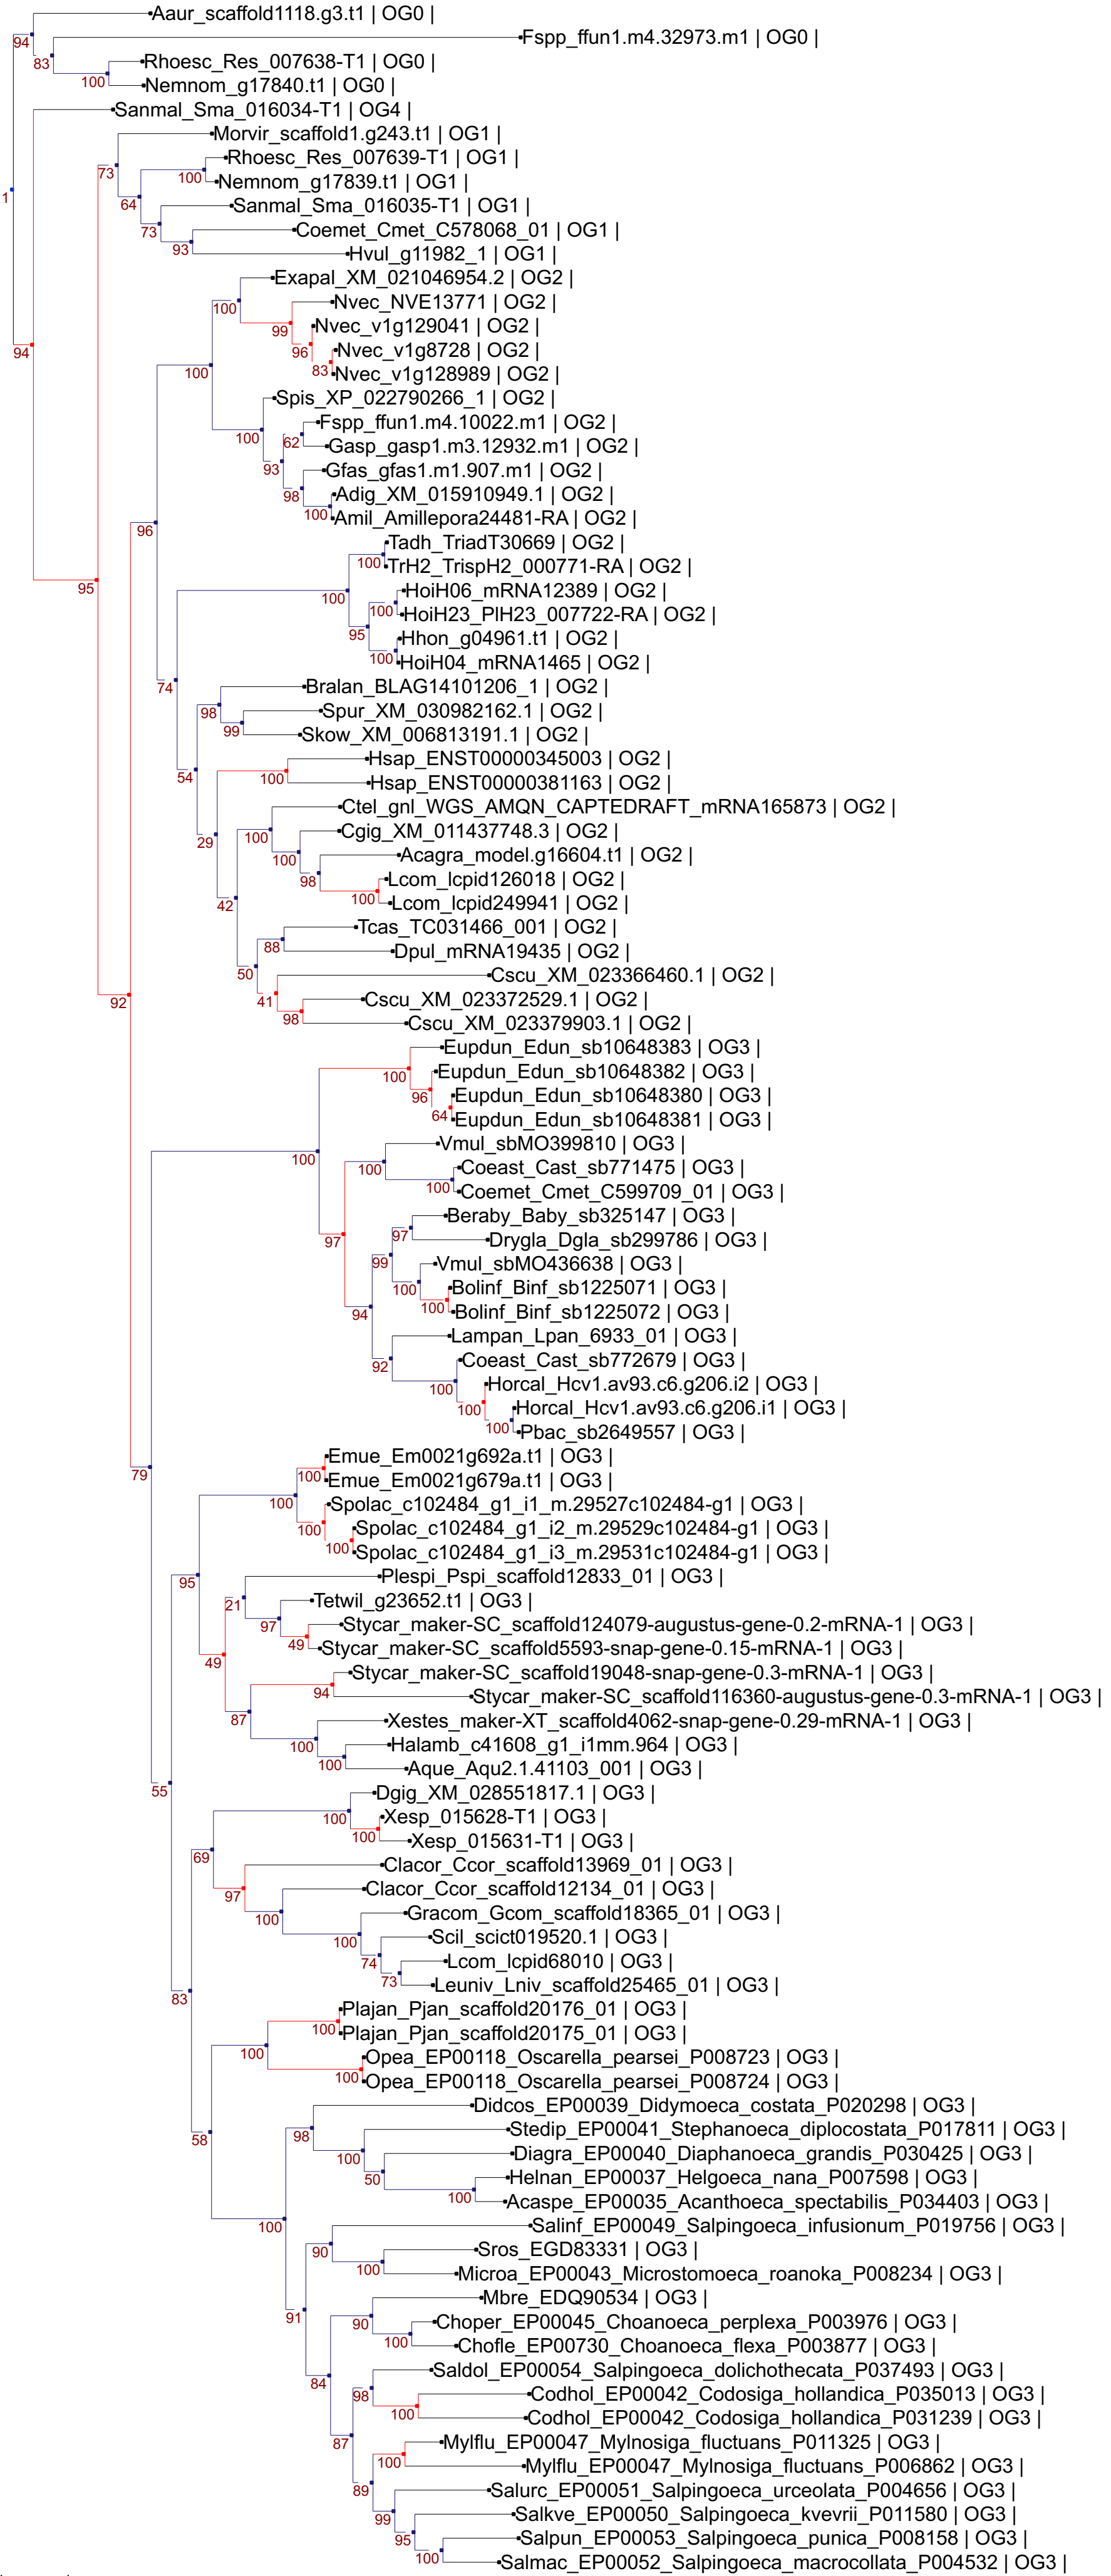 Aaur_scaffold1118.g3.t1 | OG0 |
94
Fspp_ffun1.m4.32973.m1 | OG0 |
83
Rhoesc_Res_007638-T1 | OG0 |
100
Nemnom_g17840.t1 | OG0 |
Sanmal_Sma_016034-T1 | OG4 |
Morvir_scaffold1.g243.t1 | OG1 |
Rhoesc_Res_007639-T1 | OG1 |
73
100
Nemnom_g17839.t1 | OG1 |
1
64
Sanmal_Sma_016035-T1 | OG1 |
73
Coemet_Cmet_C578068_01 | OG1 |
93
Hvul_g11982_1 | OG1 |
Exapal_XM_021046954.2 | OG2 |
100
Nvec_NVE13771 | OG2 |
99
Nvec_v1g129041 | OG2 |
94
96
Nvec_v1g8728 | OG2 |
83
100
Nvec_v1g128989 | OG2 |
Spis_XP_022790266_1 | OG2 |
Fspp_ffun1.m4.10022.m1 | OG2 |
100
62
Gasp_gasp1.m3.12932.m1 | OG2 |
93
Gfas_gfas1.m1.907.m1 | OG2 |
98
Adig_XM_015910949.1 | OG2 |
100
Amil_Amillepora24481-RA | OG2 |
96
Tadh_TriadT30669 | OG2 |
100
TrH2_TrispH2_000771-RA | OG2 |
95
HoiH06_mRNA12389 | OG2 |
100
100
HoiH23_PlH23_007722-RA | OG2 |
95
Hhon_g04961.t1 | OG2 |
100
HoiH04_mRNA1465 | OG2 |
74
Bralan_BLAG14101206_1 | OG2 |
98
Spur_XM_030982162.1 | OG2 |
99
Skow_XM_006813191.1 | OG2 |
Hsap_ENST00000345003 | OG2 |
54
100
Hsap_ENST00000381163 | OG2 |
Ctel_gnl_WGS_AMQN_CAPTEDRAFT_mRNA165873 | OG2 |
29
100
Cgig_XM_011437748.3 | OG2 |
100
Acagra_model.g16604.t1 | OG2 |
98
Lcom_lcpid126018 | OG2 |
100
42
Lcom_lcpid249941 | OG2 |
Tcas_TC031466_001 | OG2 |
88
Dpul_mRNA19435 | OG2 |
50
Cscu_XM_023366460.1 | OG2 |
92
41
Cscu_XM_023372529.1 | OG2 |
98
Cscu_XM_023379903.1 | OG2 |
Eupdun_Edun_sb10648383 | OG3 |
100
Eupdun_Edun_sb10648382 | OG3 |
96
Eupdun_Edun_sb10648380 | OG3 |
64
Eupdun_Edun_sb10648381 | OG3 |
Vmul_sbMO399810 | OG3 |
100
100
Coeast_Cast_sb771475 | OG3 |
100
Coemet_Cmet_C599709_01 | OG3 |
Beraby_Baby_sb325147 | OG3 |
97
97
Drygla_Dgla_sb299786 | OG3 |
99
Vmul_sbMO436638 | OG3 |
100
Bolinf_Binf_sb1225071 | OG3 |
94
100
Bolinf_Binf_sb1225072 | OG3 |
Lampan_Lpan_6933_01 | OG3 |
92
Coeast_Cast_sb772679 | OG3 |
100
Horcal_Hcv1.av93.c6.g206.i2 | OG3 |
100
Horcal_Hcv1.av93.c6.g206.i1 | OG3 |
100
Pbac_sb2649557 | OG3 |
79
Emue_Em0021g692a.t1 | OG3 |
100
Emue_Em0021g679a.t1 | OG3 |
100
Spolac_c102484_g1_i1_m.29527c102484-g1 | OG3 |
100
Spolac_c102484_g1_i2_m.29529c102484-g1 | OG3 |
100
Spolac_c102484_g1_i3_m.29531c102484-g1 | OG3 |
95
Plespi_Pspi_scaffold12833_01 | OG3 |
21
Tetwil_g23652.t1 | OG3 |
97
Stycar_maker-SC_scaffold124079-augustus-gene-0.2-mRNA-1 | OG3 |
49
Stycar_maker-SC_scaffold5593-snap-gene-0.15-mRNA-1 | OG3 |
49
Stycar_maker-SC_scaffold19048-snap-gene-0.3-mRNA-1 | OG3 |
94
Stycar_maker-SC_scaffold116360-augustus-gene-0.3-mRNA-1 | OG3 |
87
Xestes_maker-XT_scaffold4062-snap-gene-0.29-mRNA-1 | OG3 |
100
Halamb_c41608_g1_i1mm.964 | OG3 |
100
Aque_Aqu2.1.41103_001 | OG3 |
55
Dgig_XM_028551817.1 | OG3 |
100
Xesp_015628-T1 | OG3 |
100
Xesp_015631-T1 | OG3 |
69
Clacor_Ccor_scaffold13969_01 | OG3 |
97
Clacor_Ccor_scaffold12134_01 | OG3 |
100
Gracom_Gcom_scaffold18365_01 | OG3 |
100
Scil_scict019520.1 | OG3 |
74
Lcom_lcpid68010 | OG3 |
73
Leuniv_Lniv_scaffold25465_01 | OG3 |
83
Plajan_Pjan_scaffold20176_01 | OG3 |
100
Plajan_Pjan_scaffold20175_01 | OG3 |
100
Opea_EP00118_Oscarella_pearsei_P008723 | OG3 |
100
Opea_EP00118_Oscarella_pearsei_P008724 | OG3 |
Didcos_EP00039_Didymoeca_costata_P020298 | OG3 |
58
98
Stedip_EP00041_Stephanoeca_diplocostata_P017811 | OG3 |
100
Diagra_EP00040_Diaphanoeca_grandis_P030425 | OG3 |
50
Helnan_EP00037_Helgoeca_nana_P007598 | OG3 |
100
Acaspe_EP00035_Acanthoeca_spectabilis_P034403 | OG3 |
100
Salinf_EP00049_Salpingoeca_infusionum_P019756 | OG3 |
90
Sros_EGD83331 | OG3 |
100
Microa_EP00043_Microstomoeca_roanoka_P008234 | OG3 |
Mbre_EDQ90534 | OG3 |
91
90
Choper_EP00045_Choanoeca_perplexa_P003976 | OG3 |
100
Chofle_EP00730_Choanoeca_flexa_P003877 | OG3 |
84
Saldol_EP00054_Salpingoeca_dolichothecata_P037493 | OG3 |
98
Codhol_EP00042_Codosiga_hollandica_P035013 | OG3 |
100
Codhol_EP00042_Codosiga_hollandica_P031239 | OG3 |
87
Mylflu_EP00047_Mylnosiga_fluctuans_P011325 | OG3 |
100
Mylflu_EP00047_Mylnosiga_fluctuans_P006862 | OG3 |
89
Salurc_EP00051_Salpingoeca_urceolata_P004656 | OG3 |
99
Salkve_EP00050_Salpingoeca_kvevrii_P011580 | OG3 |
95
Salpun_EP00053_Salpingoeca_punica_P008158 | OG3 |
100
Salmac_EP00052_Salpingoeca_macrocollata_P004532 | OG3 |